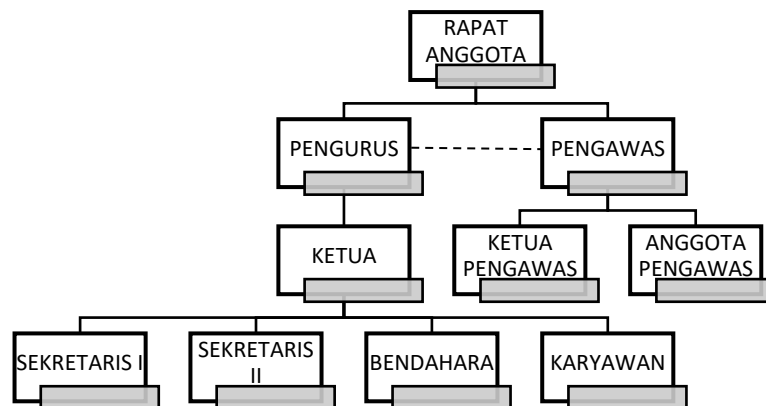 RAPAT
ANGGOTA
PENGURUS
PENGAWAS
KETUA
KETUA
PENGAWAS
ANGGOTA
PENGAWAS
SEKRETARIS I
SEKRETARIS
II
BENDAHARA
KARYAWAN